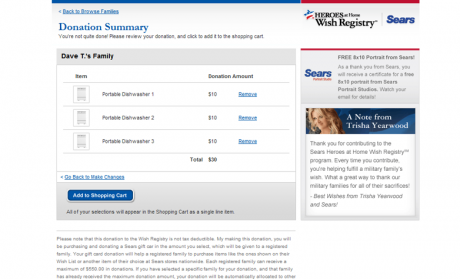 < Back to Browse Families
Donation Summary
You're not quite done! Please review your donation, and click to add it to the shopping cart.
HEROES at Home
Wish Registry
Sears
Dave T.'s Family
Item Donation Amount
Portable Dishwasher 1 $10 Remove
Portable Dishwasher 2 $10 Remove
Portable Dishwasher 3 $10 Remove
Total $30
< Go Back to Make Changes
Add to Shopping Cart
All of your selections will appear in the Shopping Cart as a single line item.
FREE 8x10 Portrait from Sears!
Sears
Portrait Studio
As a thank you from Sears, you
will receive a certificate for a free
8x10 portrait from Sears
Portrait Studios. Watch your
email for details!
A Note from
Trisha Yearwood
Thank you for contributing to the
Sears Heroes at Home Wish Registry
program. Every time you contribute,
you're helping fulfill a military family's
wish. What a great way to thank our
military families for all of their sacrifices!
- Best Wishes from Trisha Yearwood
and Sears!
Please note that this donation to the Wish Registry is not tax deductible. My making this donation, you will
be purchasing and donating a Sears gift card in the amount you select, which will be given to a registered
family. Your gift card donation will help a registered family to purchase items like the ones shown on their
Wish List or another item of their choice at Sears stores nationwide. Each registered family can receive a
maximum of $550.00 in donations. If you have selected a specific family for your donation, and that family
has already received the maximum donation amount, your donation will be automatically allocated to other